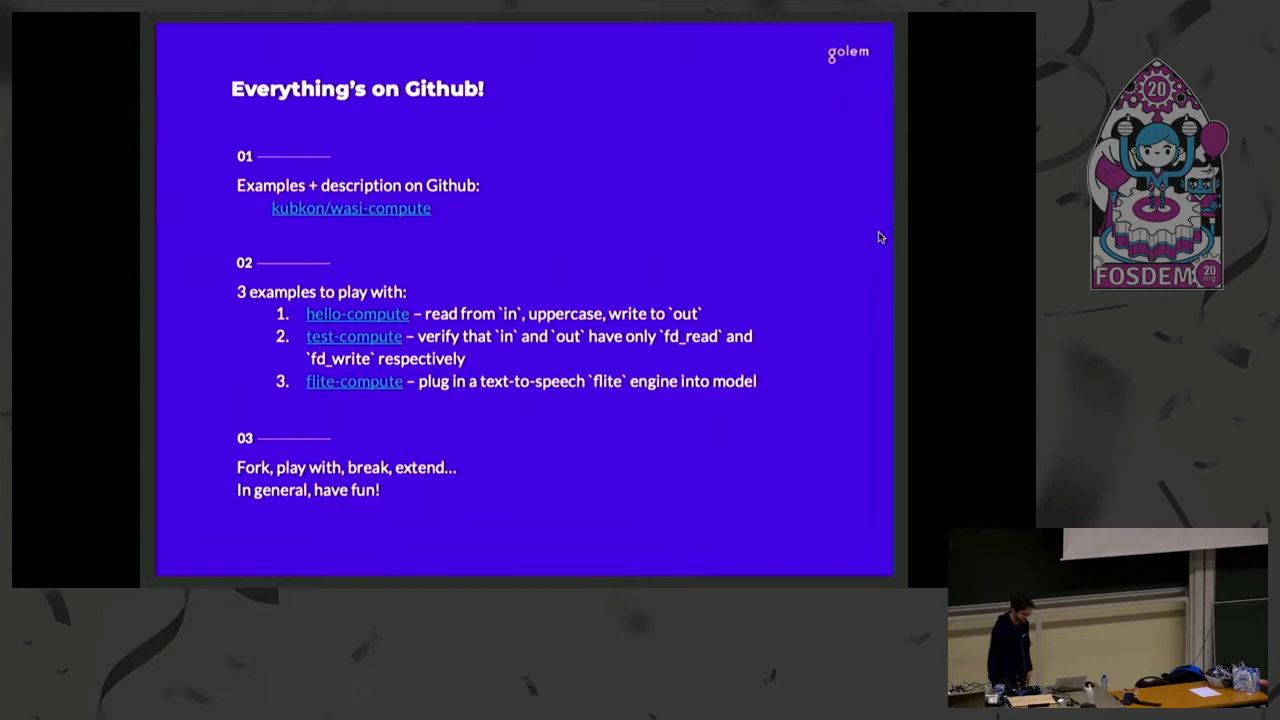 golem
Everything's on Github!
01
Examples + description on Github:
kubkon/wasi-compute
02
3 examples to play with:
1. hello-compute – read from `in`, uppercase, write to `out`
2. test-compute – verify that `in` and `out` have only `fd_read` and
`fd_write` respectively
3. flite-compute – plug in a text-to-speech `flite` engine into model
03
Fork, play with, break, extend...
In general, have fun!
20
FOSDEM
20
.org